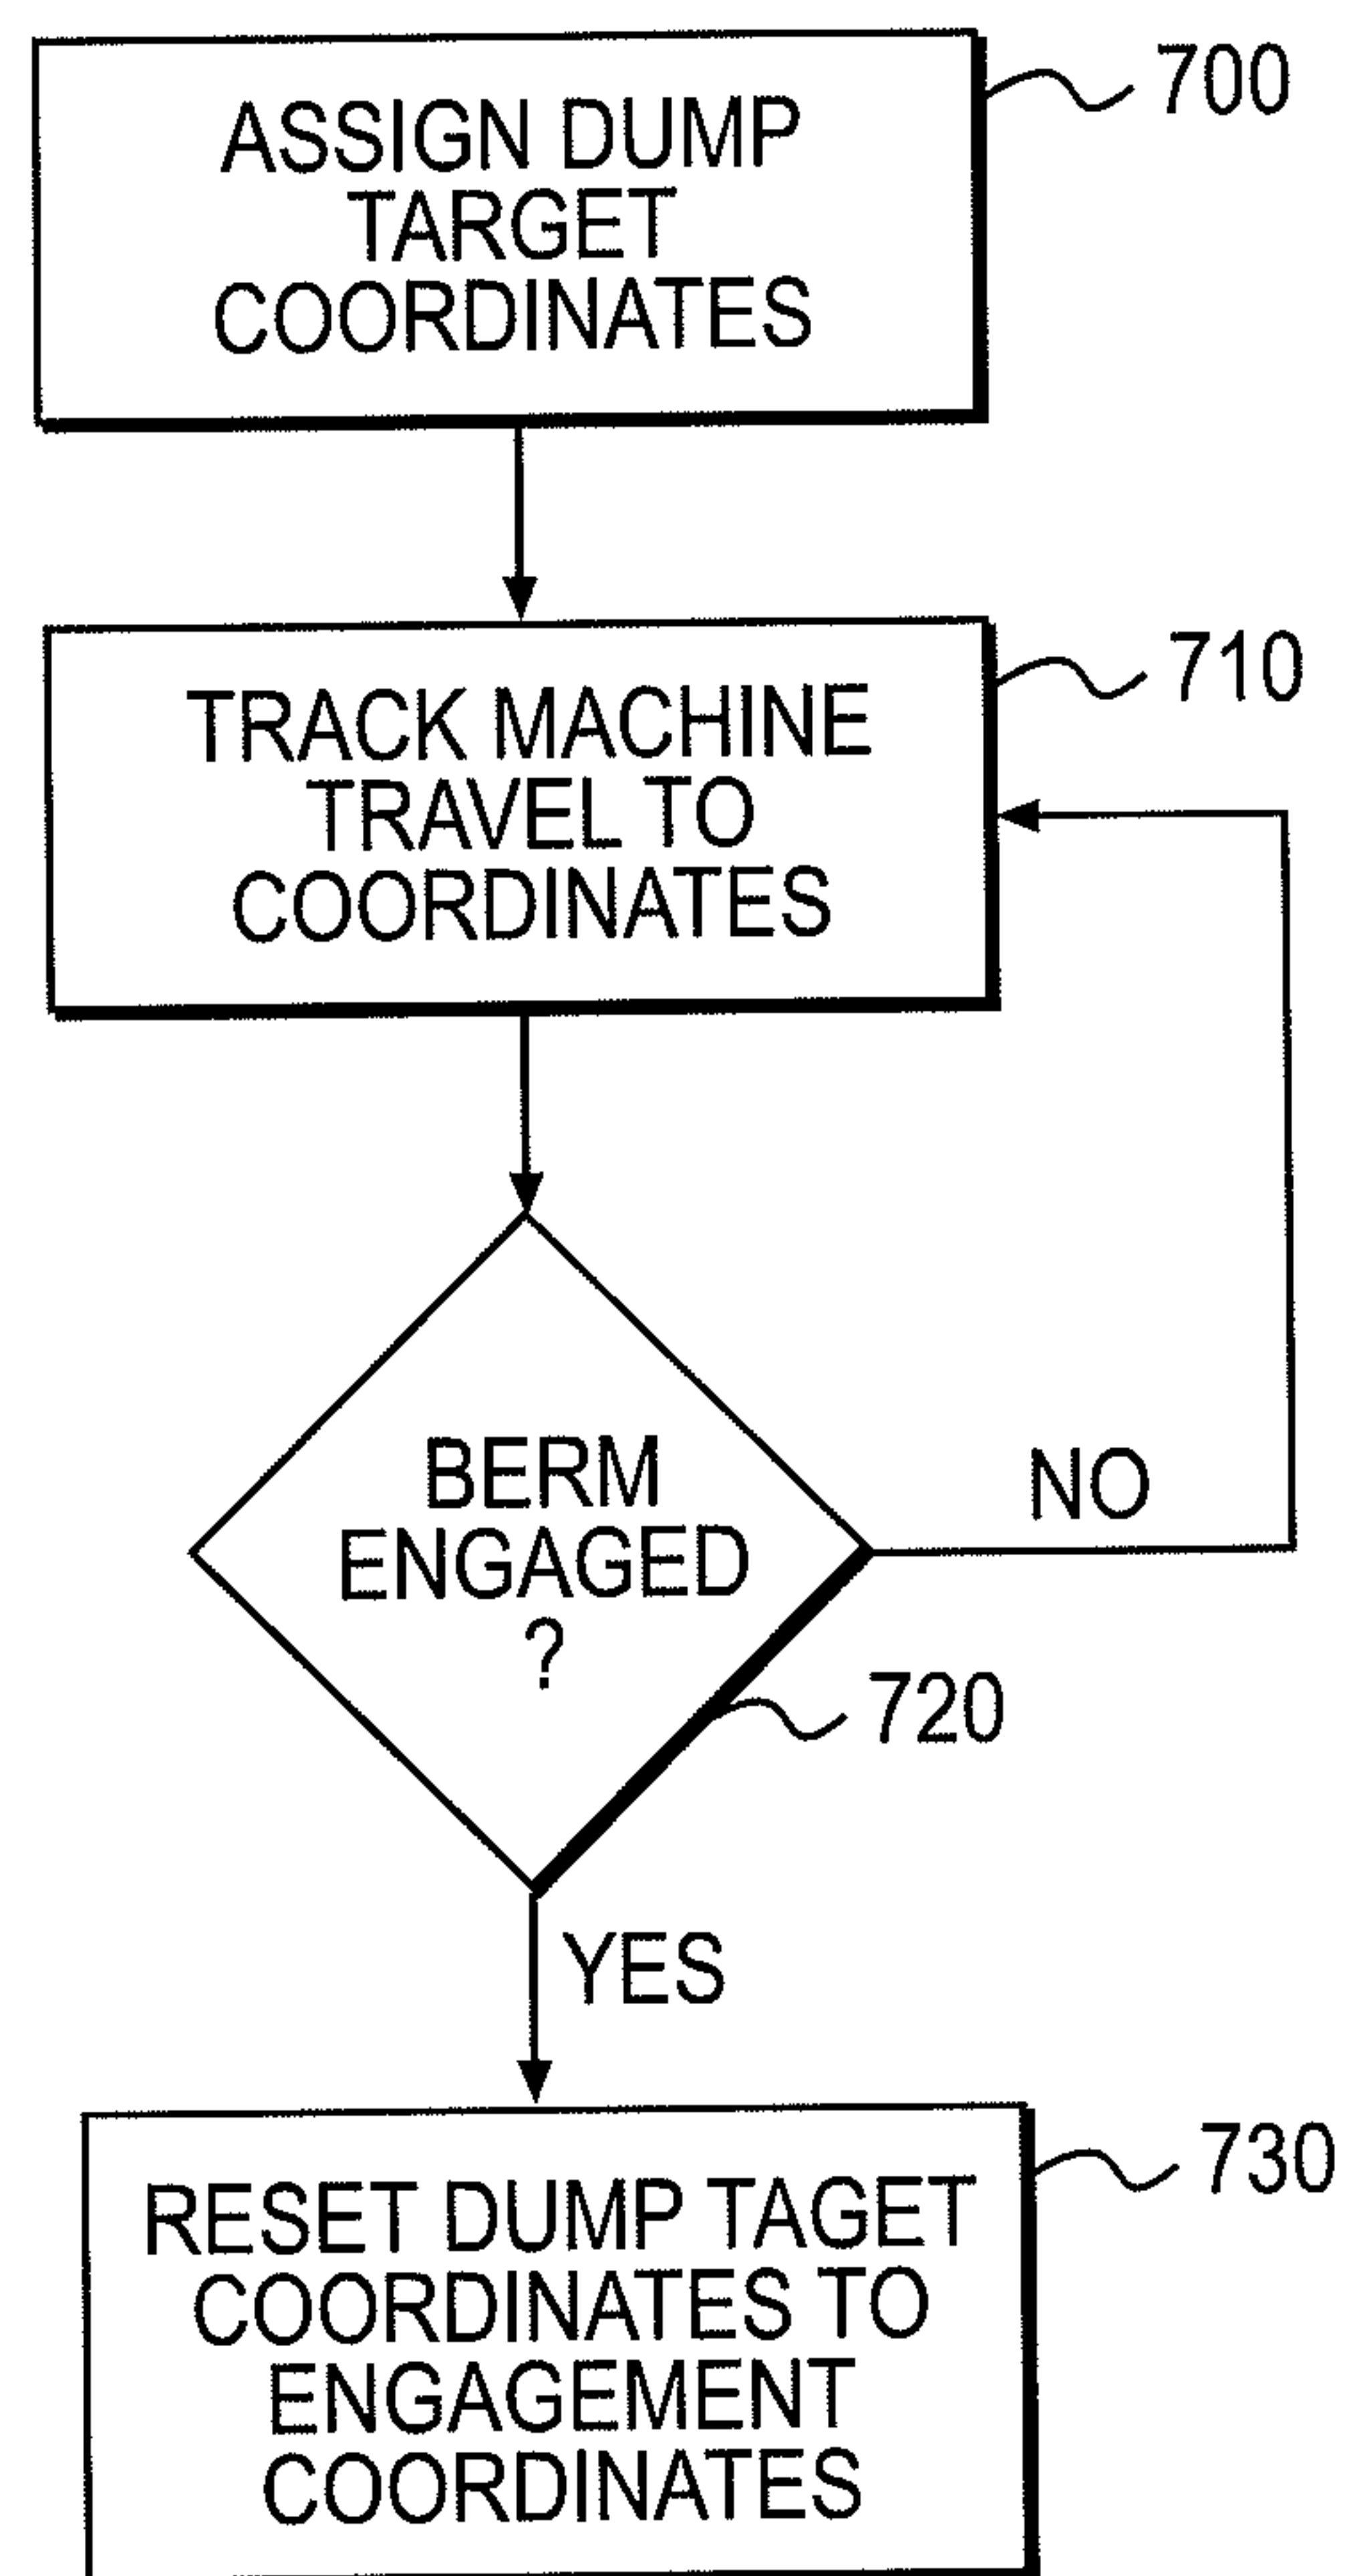 ASSIGN DUMP
TARGET
COORDINATES
700
TRACK MACHINE
TRAVEL TO
COORDINATES
710
BERM
ENGAGED
?
NO
720
YES
RESET DUMP TAGET
COORDINATES TO
ENGAGEMENT
COORDINATES
730